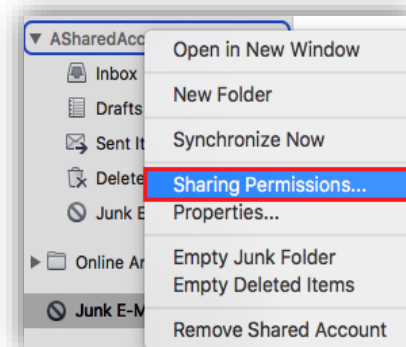 ASharedAcc
Inbox
Drafts
Sent It
Delete
Junk E
Online Ar
Junk E-M
Open in New Window
New Folder
Synchronize Now
Sharing Permissions...
Properties...
Empty Junk Folder
Empty Deleted Items
Remove Shared Account